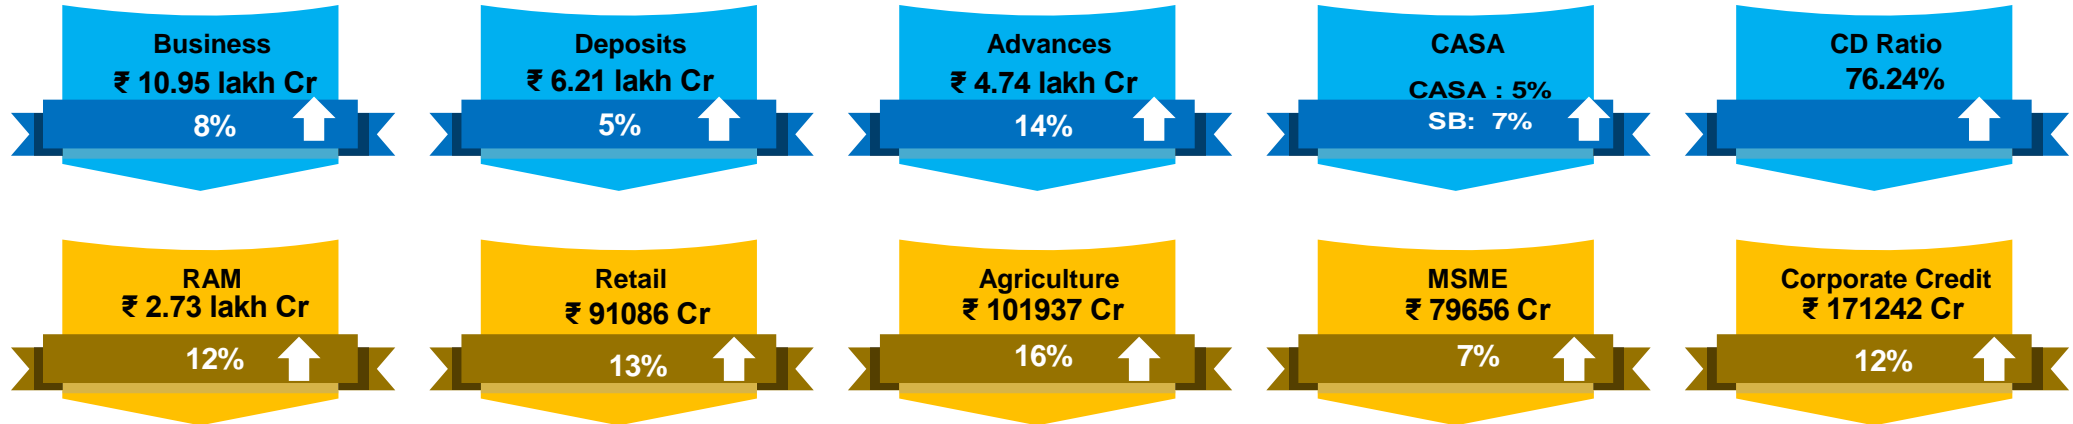 Business
₹ 10.95 lakh Cr
8%
Deposits
₹ 6.21 lakh Cr
5%
Advances
₹ 4.74 lakh Cr
14%
CASA
CASA : 5%
SB: 7%
CD Ratio
76.24%
RAM
₹ 2.73 lakh Cr
12%
Retail
₹ 91086 Cr
13%
Agriculture
₹ 101937 Cr
16%
MSME
₹ 79656 Cr
7%
Corporate Credit
₹ 171242 Cr
12%